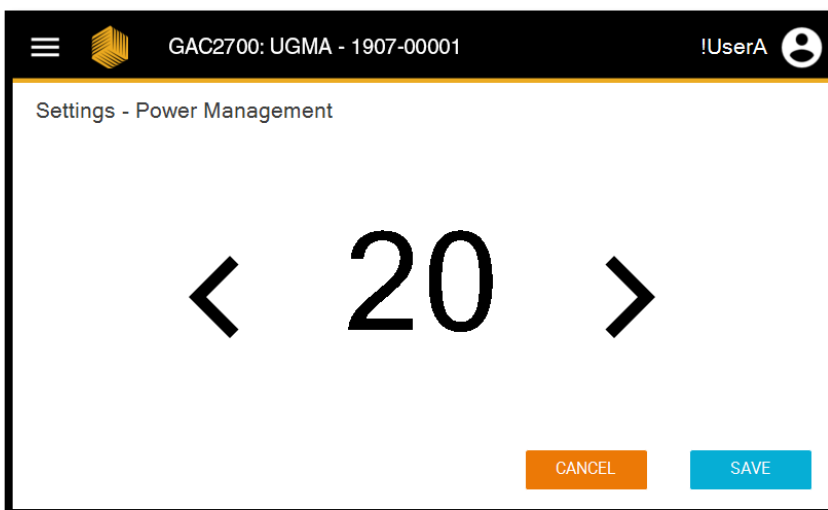 GAC2700: UGMA - 1907-00001 !UserA
Settings - Power Management
20
CANCEL SAVE